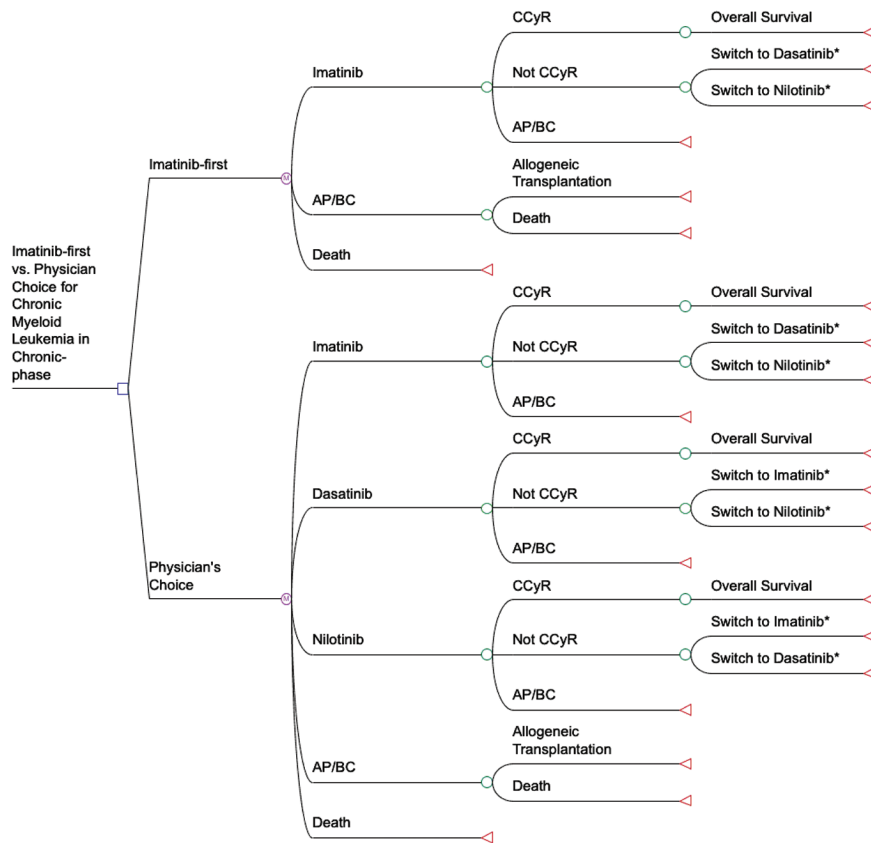 CCyR
Overall Survival
Switch to Dasatinib*
Imatinib
Not CCyR
Switch to Nilotinib*
AP/BC
Imatinib-first
Allogeneic
Transplantation
AP/BC
Death
Death
Imatinib-first
vs. Physician
Choice for
Chronic
Myeloid
Leukemia in
Chronic-
phase
CCyR
Overall Survival
Switch to Dasatinib*
Imatinib
Not CCyR
Switch to Nilotinib*
AP/BC
CCyR
Overall Survival
Switch to Imatinib*
Dasatinib
Not CCyR
Switch to Nilotinib*
AP/BC
Physician's
Choice
CCyR
Overall Survival
Switch to Imatinib*
Nilotinib
Not CCyR
Switch to Dasatinib*
AP/BC
Allogeneic
Transplantation
AP/BC
Death
Death
M
M